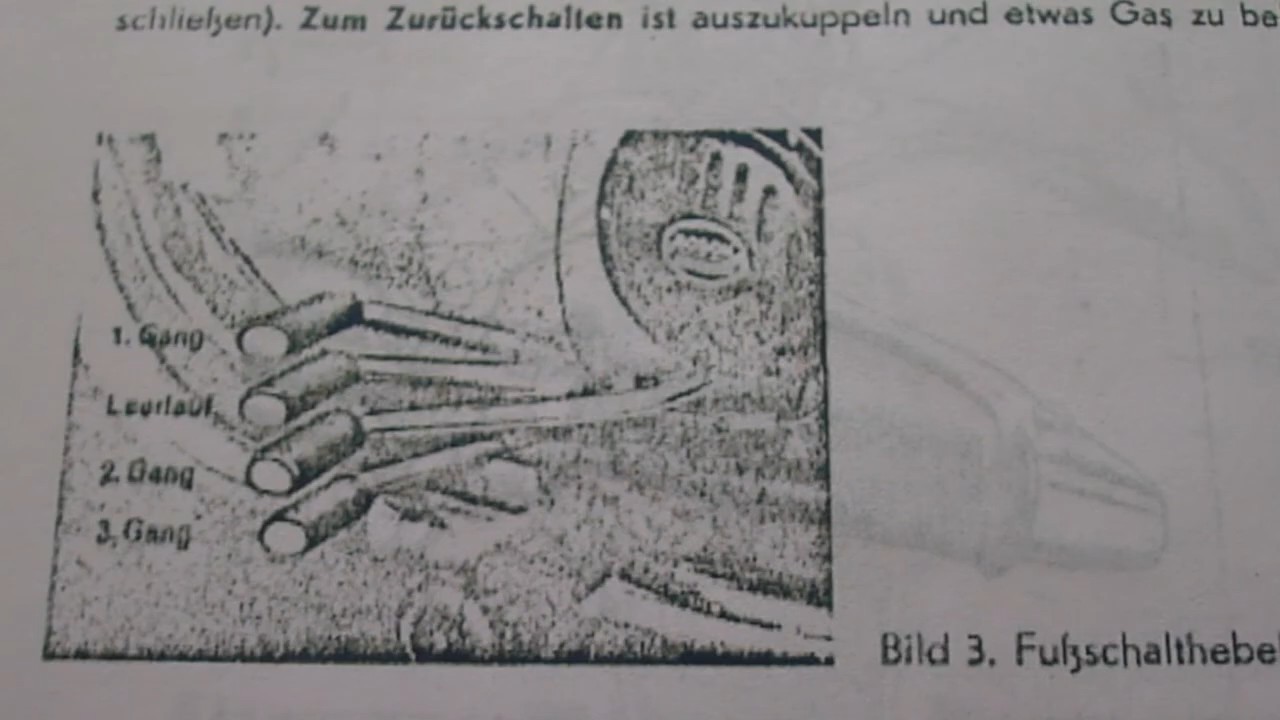 schließen). Zum Zurückschalten ist auszukuppeln und etwas Gas zu be
1. Gang
Leerlauf
2. Gang
3. Gang
Bild 3. Fußschalthebe